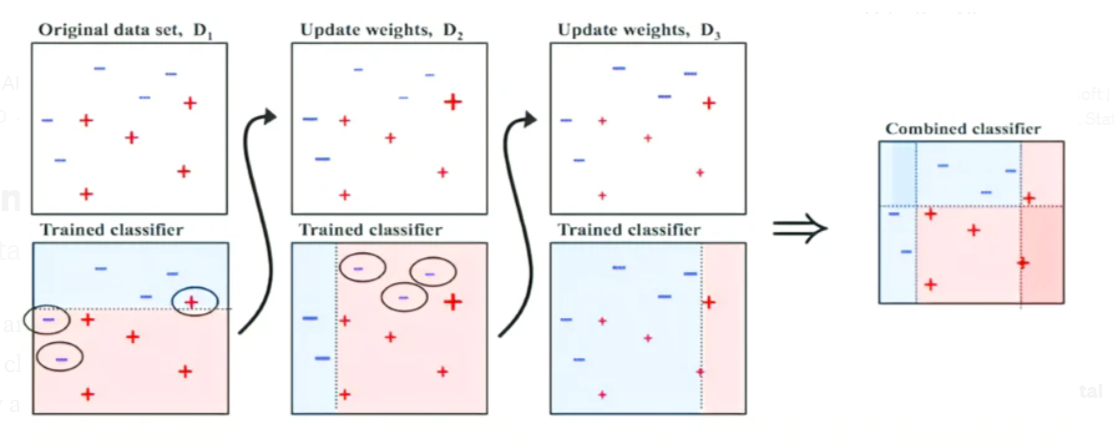 Original data set, D₁
Update weights, D₂
Update weights, D₃
Combined classifier
Trained classifier
Trained classifier
Trained classifier